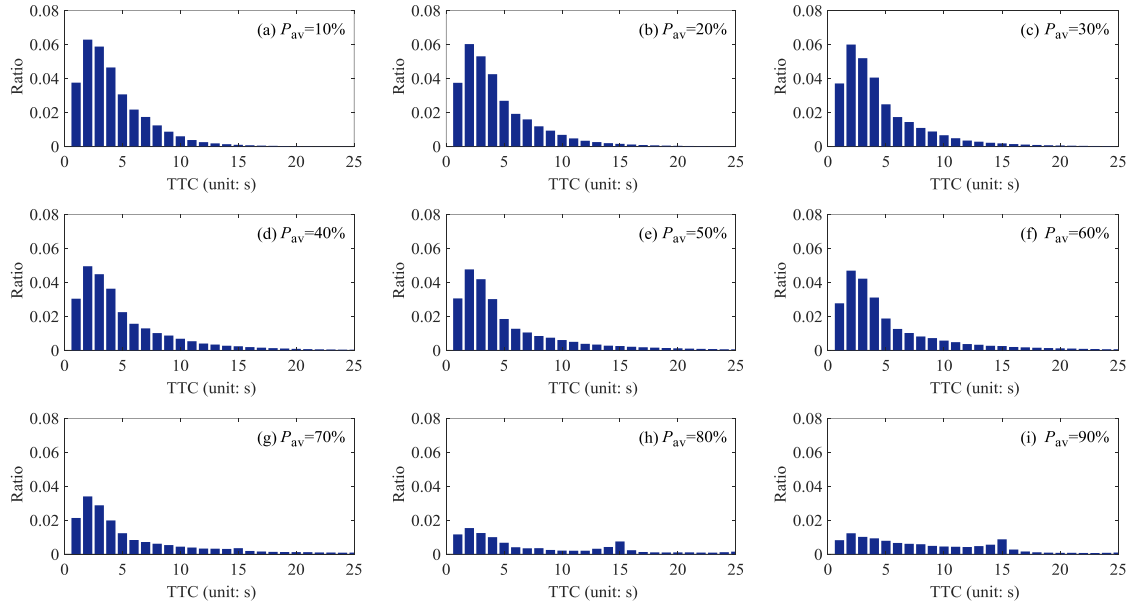 (a) Pav=10%
Ratio
0.08
0.06
0.04
0.02
0
0 5 10 15 20 25
TTC (unit: s)
(b) Pav=20%
Ratio
0.08
0.06
0.04
0.02
0
0 5 10 15 20 25
TTC (unit: s)
(c) Pav=30%
Ratio
0.08
0.06
0.04
0.02
0
0 5 10 15 20 25
TTC (unit: s)
(d) Pav=40%
Ratio
0.08
0.06
0.04
0.02
0
0 5 10 15 20 25
TTC (unit: s)
(e) Pav=50%
Ratio
0.08
0.06
0.04
0.02
0
0 5 10 15 20 25
TTC (unit: s)
(f) Pav=60%
Ratio
0.08
0.06
0.04
0.02
0
0 5 10 15 20 25
TTC (unit: s)
(g) Pav=70%
Ratio
0.08
0.06
0.04
0.02
0
0 5 10 15 20 25
TTC (unit: s)
(h) Pav=80%
Ratio
0.08
0.06
0.04
0.02
0
0 5 10 15 20 25
TTC (unit: s)
(i) Pav=90%
Ratio
0.08
0.06
0.04
0.02
0
0 5 10 15 20 25
TTC (unit: s)